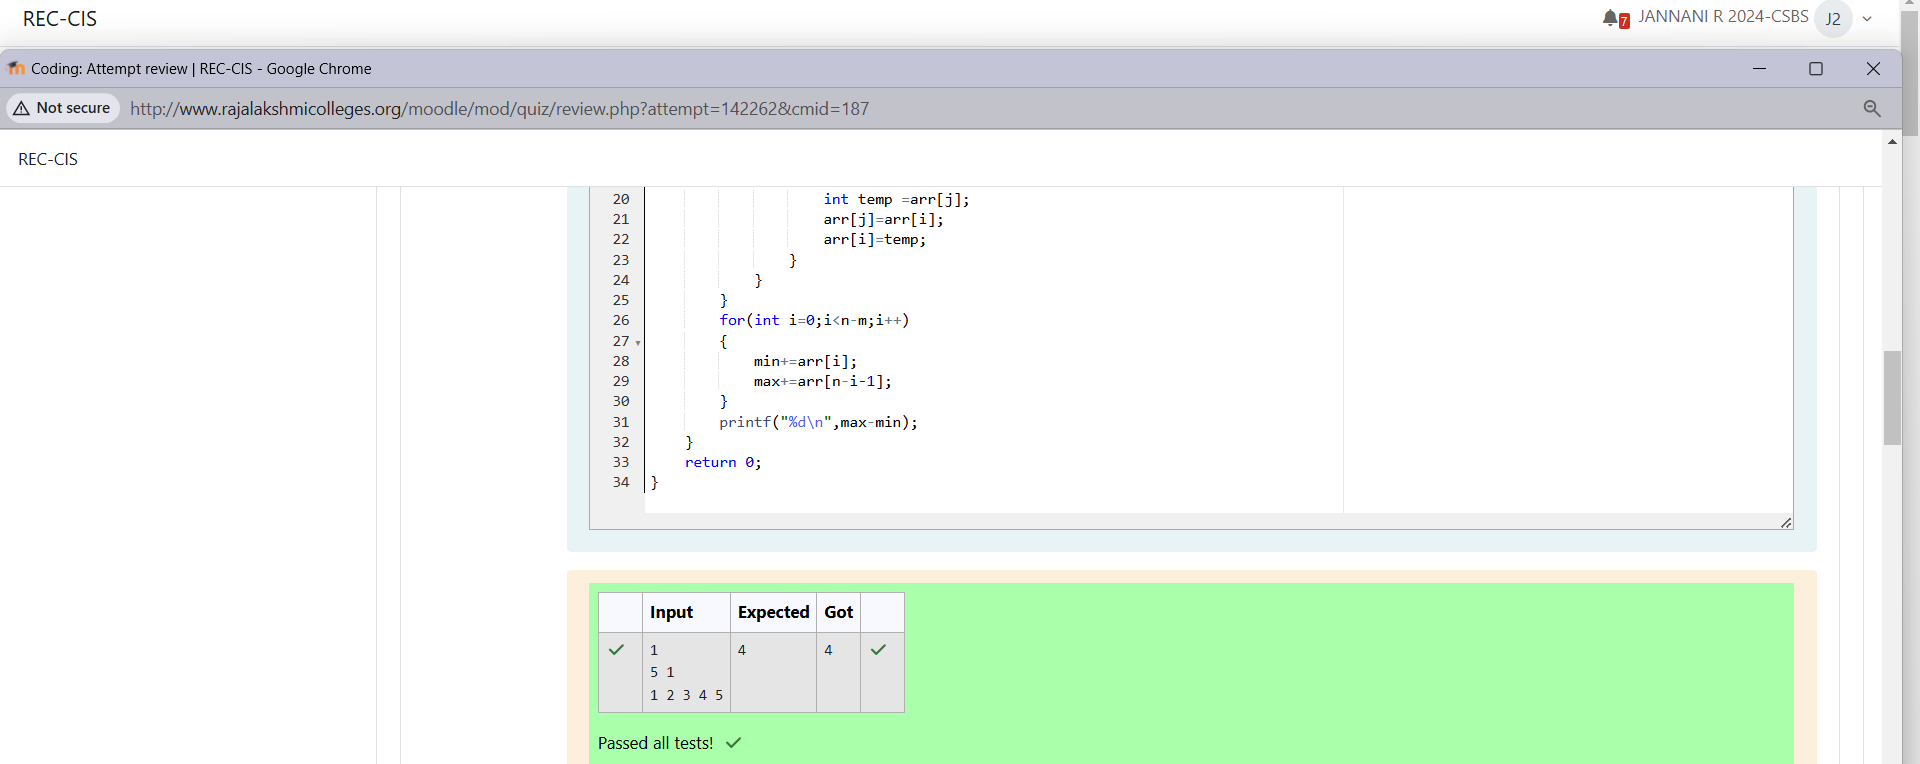 REC-CIS
7 JANNANI R 2024-CSBS J2
Coding: Attempt review | REC-CIS - Google Chrome
Not secure http://www.rajalakshmicolleges.org/moodle/mod/quiz/review.php?attempt=142262&cmid=187
REC-CIS
20 int temp =arr[j];
21 arr[j]=arr[i];
22 arr[i]=temp;
23 }
24 }
25 }
26 for(int i=0;i<n-m;i++)
27 {
28 min+=arr[i];
29 max+=arr[n-i-1];
30 }
31 printf("%d\n",max-min);
32 }
33 return 0;
34 }
Input Expected Got
1 4 4
5 1
1 2 3 4 5
Passed all tests!